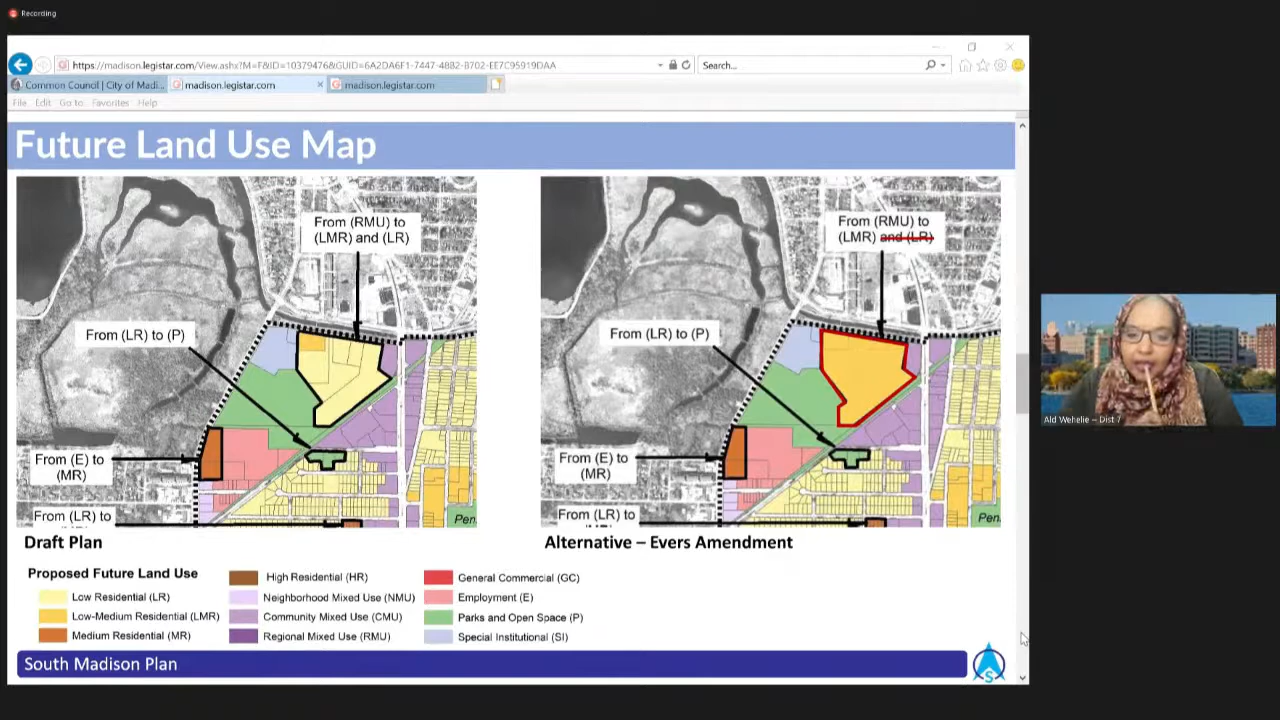 Recording
https://madison.legistar.com/View.ashx?M=F&ID=10379476&GUID=6A2DA6F1-7447-48B2-B702-EE7C95919DAA
Search...
Common Council | City of Madi...
madison.legistar.com
madison.legistar.com
File Edit Go to Favorites Help
Future Land Use Map
From (RMU) to
(LMR) and (LR)
From (LR) to (P)
From (E) to
(MR)
From (LR) to
Pen
From (RMU) to
(LMR) and (LR)
From (LR) to (P)
From (E) to
(MR)
From (LR) to
Pen
Draft Plan
Alternative – Evers Amendment
Proposed Future Land Use
Low Residential (LR)
Low-Medium Residential (LMR)
Medium Residential (MR)
High Residential (HR)
Neighborhood Mixed Use (NMU)
Community Mixed Use (CMU)
Regional Mixed Use (RMU)
General Commercial (GC)
Employment (E)
Parks and Open Space (P)
Special Institutional (SI)
South Madison Plan
S
Ald Wehelie – Dist 7